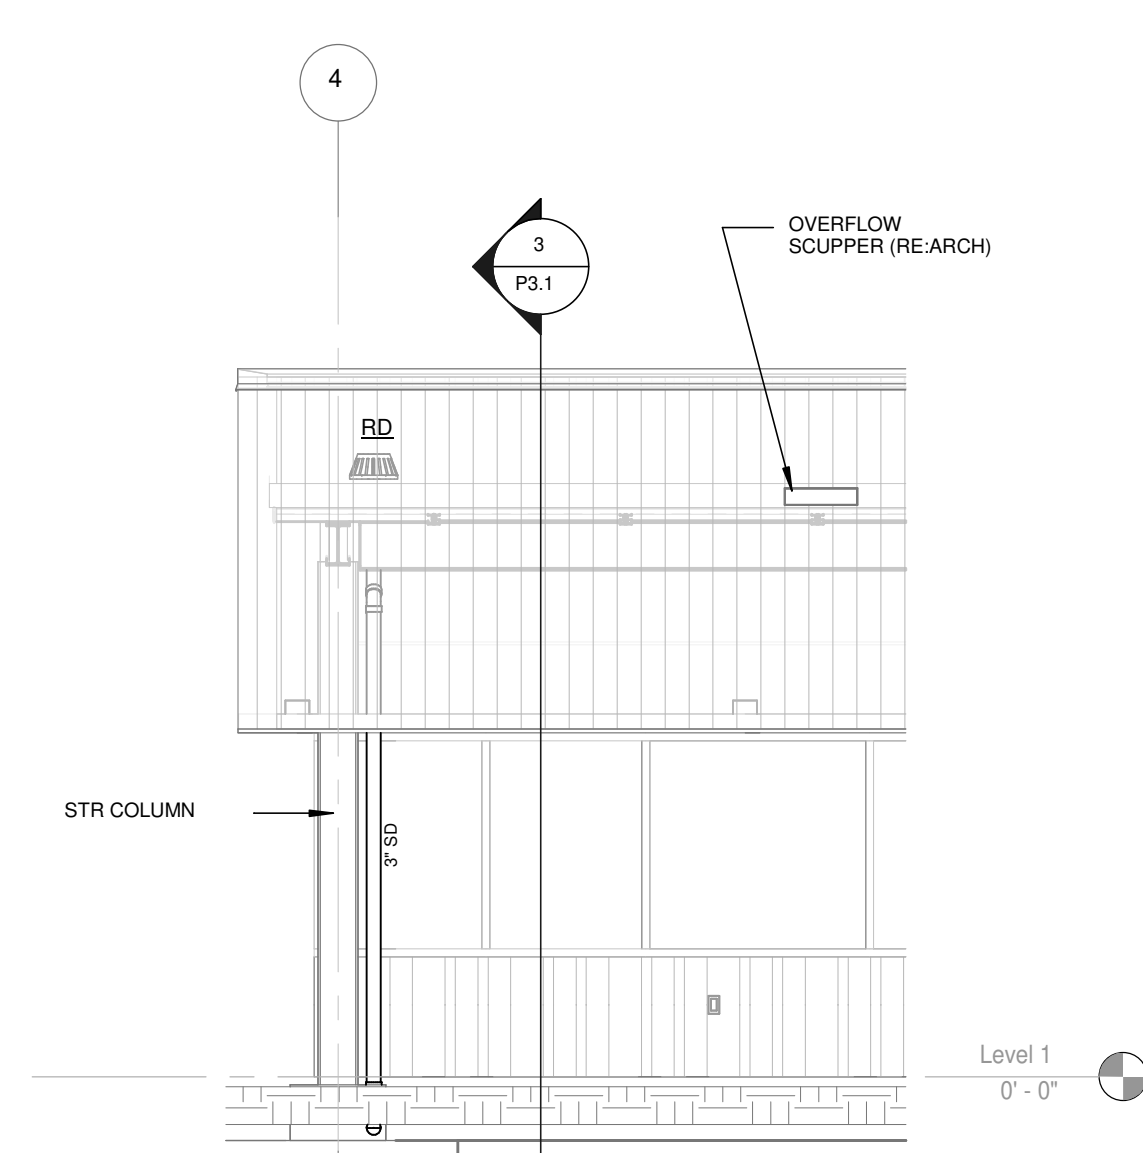 4
3
P3.1
OVERFLOW
SCUPPER (RE:ARCH)
RD
STR COLUMN
3" SD
Level 1
0' - 0"